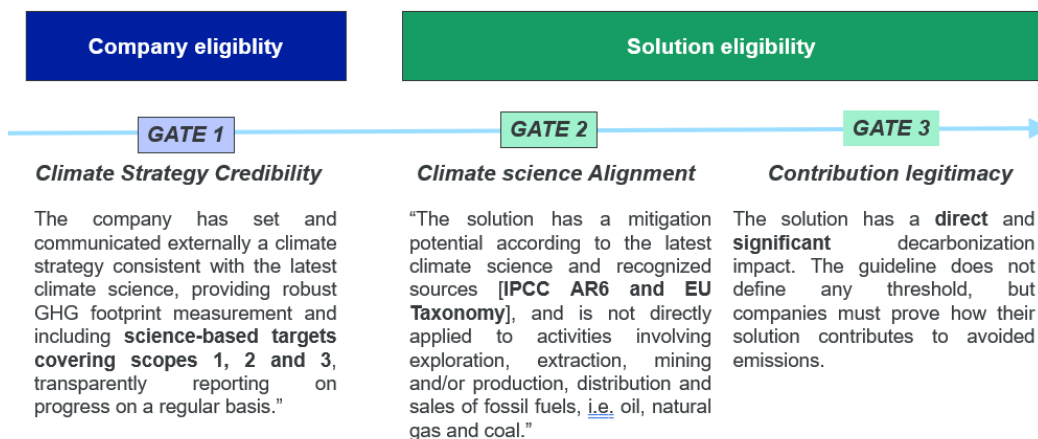 Company eligiblity
Solution eligibility
GATE 1
GATE 2
GATE 3
Climate Strategy Credibility
The company has set and
communicated externally a climate
strategy consistent with the latest
climate science, providing robust
GHG footprint measurement and
including science-based targets
covering scopes 1, 2 and 3,
transparently reporting on
progress on a regular basis.”
Climate science Alignment
“The solution has a mitigation
potential according to the latest
climate science and recognized
sources [IPCC AR6 and EU
Taxonomy], and is not directly
applied to activities involving
exploration, extraction, mining
and/or production, distribution and
sales of fossil fuels, i.e. oil, natural
gas and coal.”
Contribution legitimacy
The solution has a direct and
significant decarbonization
impact. The guideline does not
define any threshold, but
companies must prove how their
solution contributes to avoided
emissions.